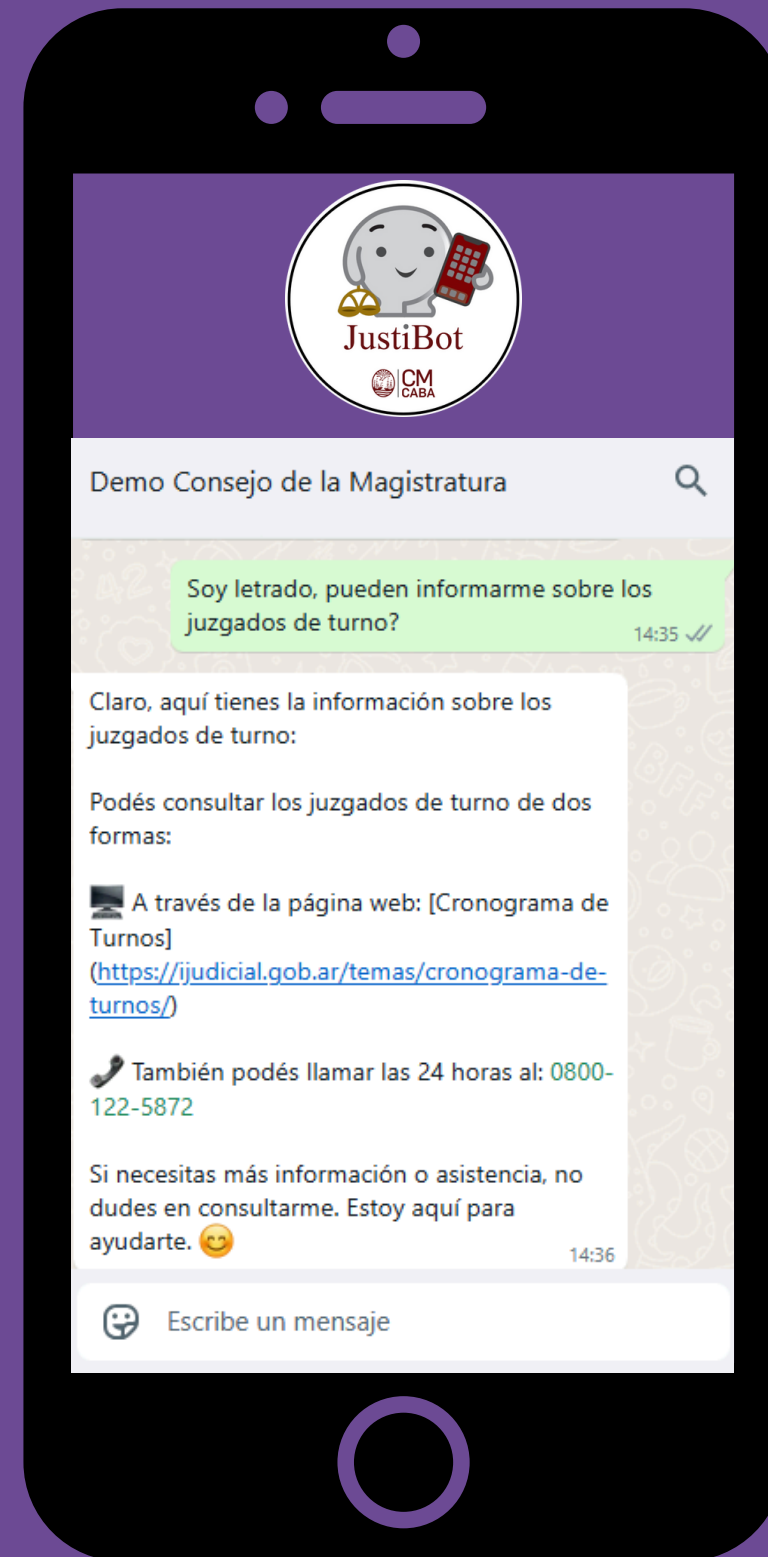 JustiBot
CM
CABA
Demo Consejo de la Magistratura
Soy letrado, pueden informarme sobre los
juzgados de turno?
14:35
Claro, aquí tienes la información sobre los
juzgados de turno:
Podés consultar los juzgados de turno de dos
formas:
A través de la página web: [Cronograma de
Turnos]
(https://ijudicial.gob.ar/temas/cronograma-de-
turnos/)
También podés llamar las 24 horas al: 0800-
122-5872
Si necesitas más información o asistencia, no
dudes en consultarme. Estoy aquí para
ayudarte. 😊
14:36
Escribe un mensaje